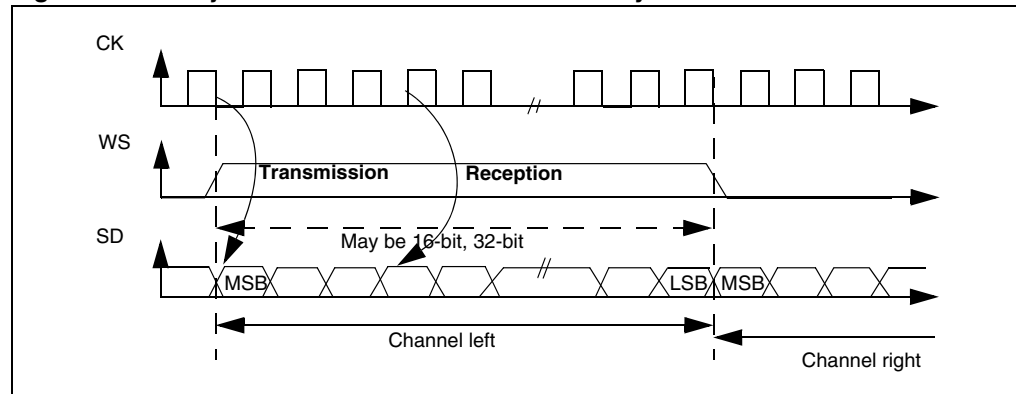 CK
WS
Transmission Reception
May be 16-bit, 32-bit
SD
MSB LSB MSB
Channel left
Channel right